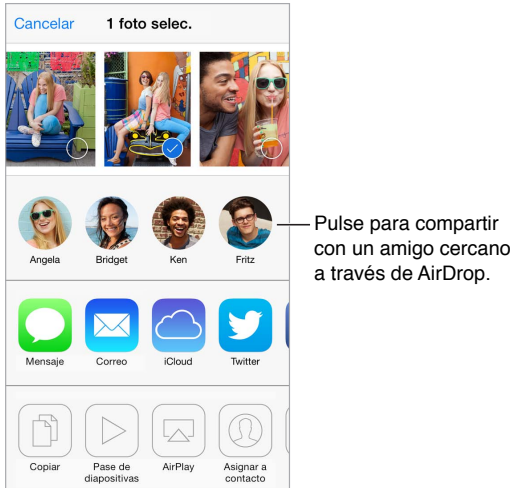 Cancelar 1 foto selec.
Angela Bridget Ken Fritz
Pulse para compartir
con un amigo cercano
a través de AirDrop.
Mensaje Correo iCloud Twitter
Copiar Pase de diapositivas AirPlay Asignar a contacto